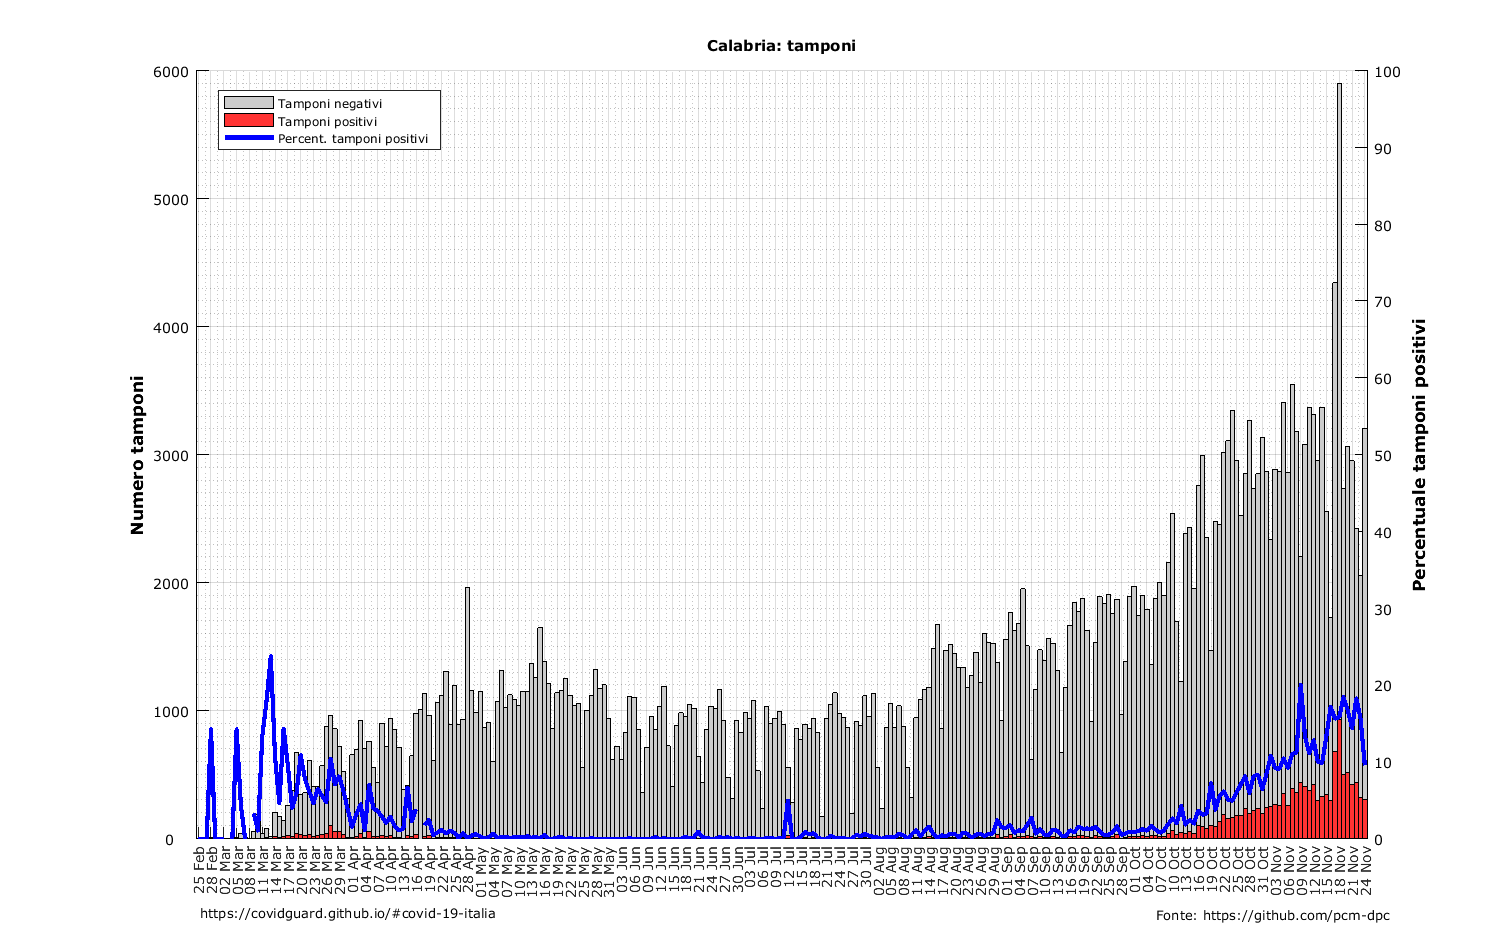 Calabria: tamponi
6000
5000
4000
3000
2000
1000
0
Numero tamponi
Tamponi negativi
Tamponi positivi
Percent. tamponi positivi
100
90
80
70
60
50
40
30
20
10
0
Percentuale tamponi positivi
25 Feb
28 Feb
02 Mar
05 Mar
08 Mar
11 Mar
14 Mar
17 Mar
20 Mar
23 Mar
26 Mar
29 Mar
01 Apr
04 Apr
07 Apr
10 Apr
13 Apr
16 Apr
19 Apr
22 Apr
25 Apr
28 Apr
01 May
04 May
07 May
10 May
13 May
16 May
19 May
22 May
25 May
28 May
31 May
03 Jun
06 Jun
09 Jun
12 Jun
15 Jun
18 Jun
21 Jun
24 Jun
27 Jun
30 Jun
03 Jul
06 Jul
09 Jul
12 Jul
15 Jul
18 Jul
21 Jul
24 Jul
27 Jul
30 Jul
02 Aug
05 Aug
08 Aug
11 Aug
14 Aug
17 Aug
20 Aug
23 Aug
26 Aug
29 Aug
01 Sep
04 Sep
07 Sep
10 Sep
13 Sep
16 Sep
19 Sep
22 Sep
25 Sep
28 Sep
01 Oct
04 Oct
07 Oct
10 Oct
13 Oct
16 Oct
19 Oct
22 Oct
25 Oct
28 Oct
31 Oct
03 Nov
06 Nov
09 Nov
12 Nov
15 Nov
18 Nov
21 Nov
24 Nov
https://covidguard.github.io/#covid-19-italia
Fonte: https://github.com/pcm-dpc